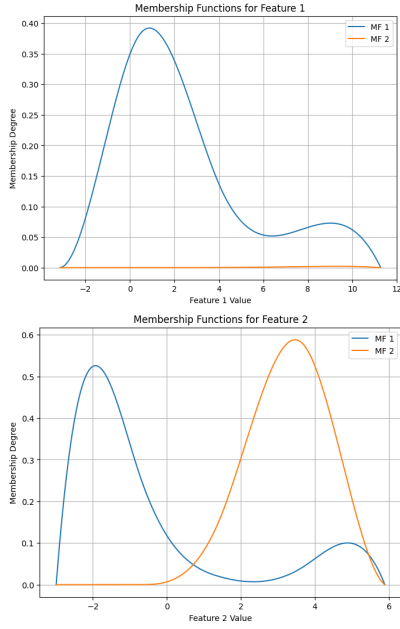 Membership Functions for Feature 1
MF 1
MF 2
0.40
0.35
0.30
0.25
0.20
0.15
0.10
0.05
0.00
Membership Degree
−2 0 2 4 6 8 10 12
Feature 1 Value
Membership Functions for Feature 2
MF 1
MF 2
0.6
0.5
0.4
0.3
0.2
0.1
0.0
Membership Degree
−2 0 2 4 6
Feature 2 Value